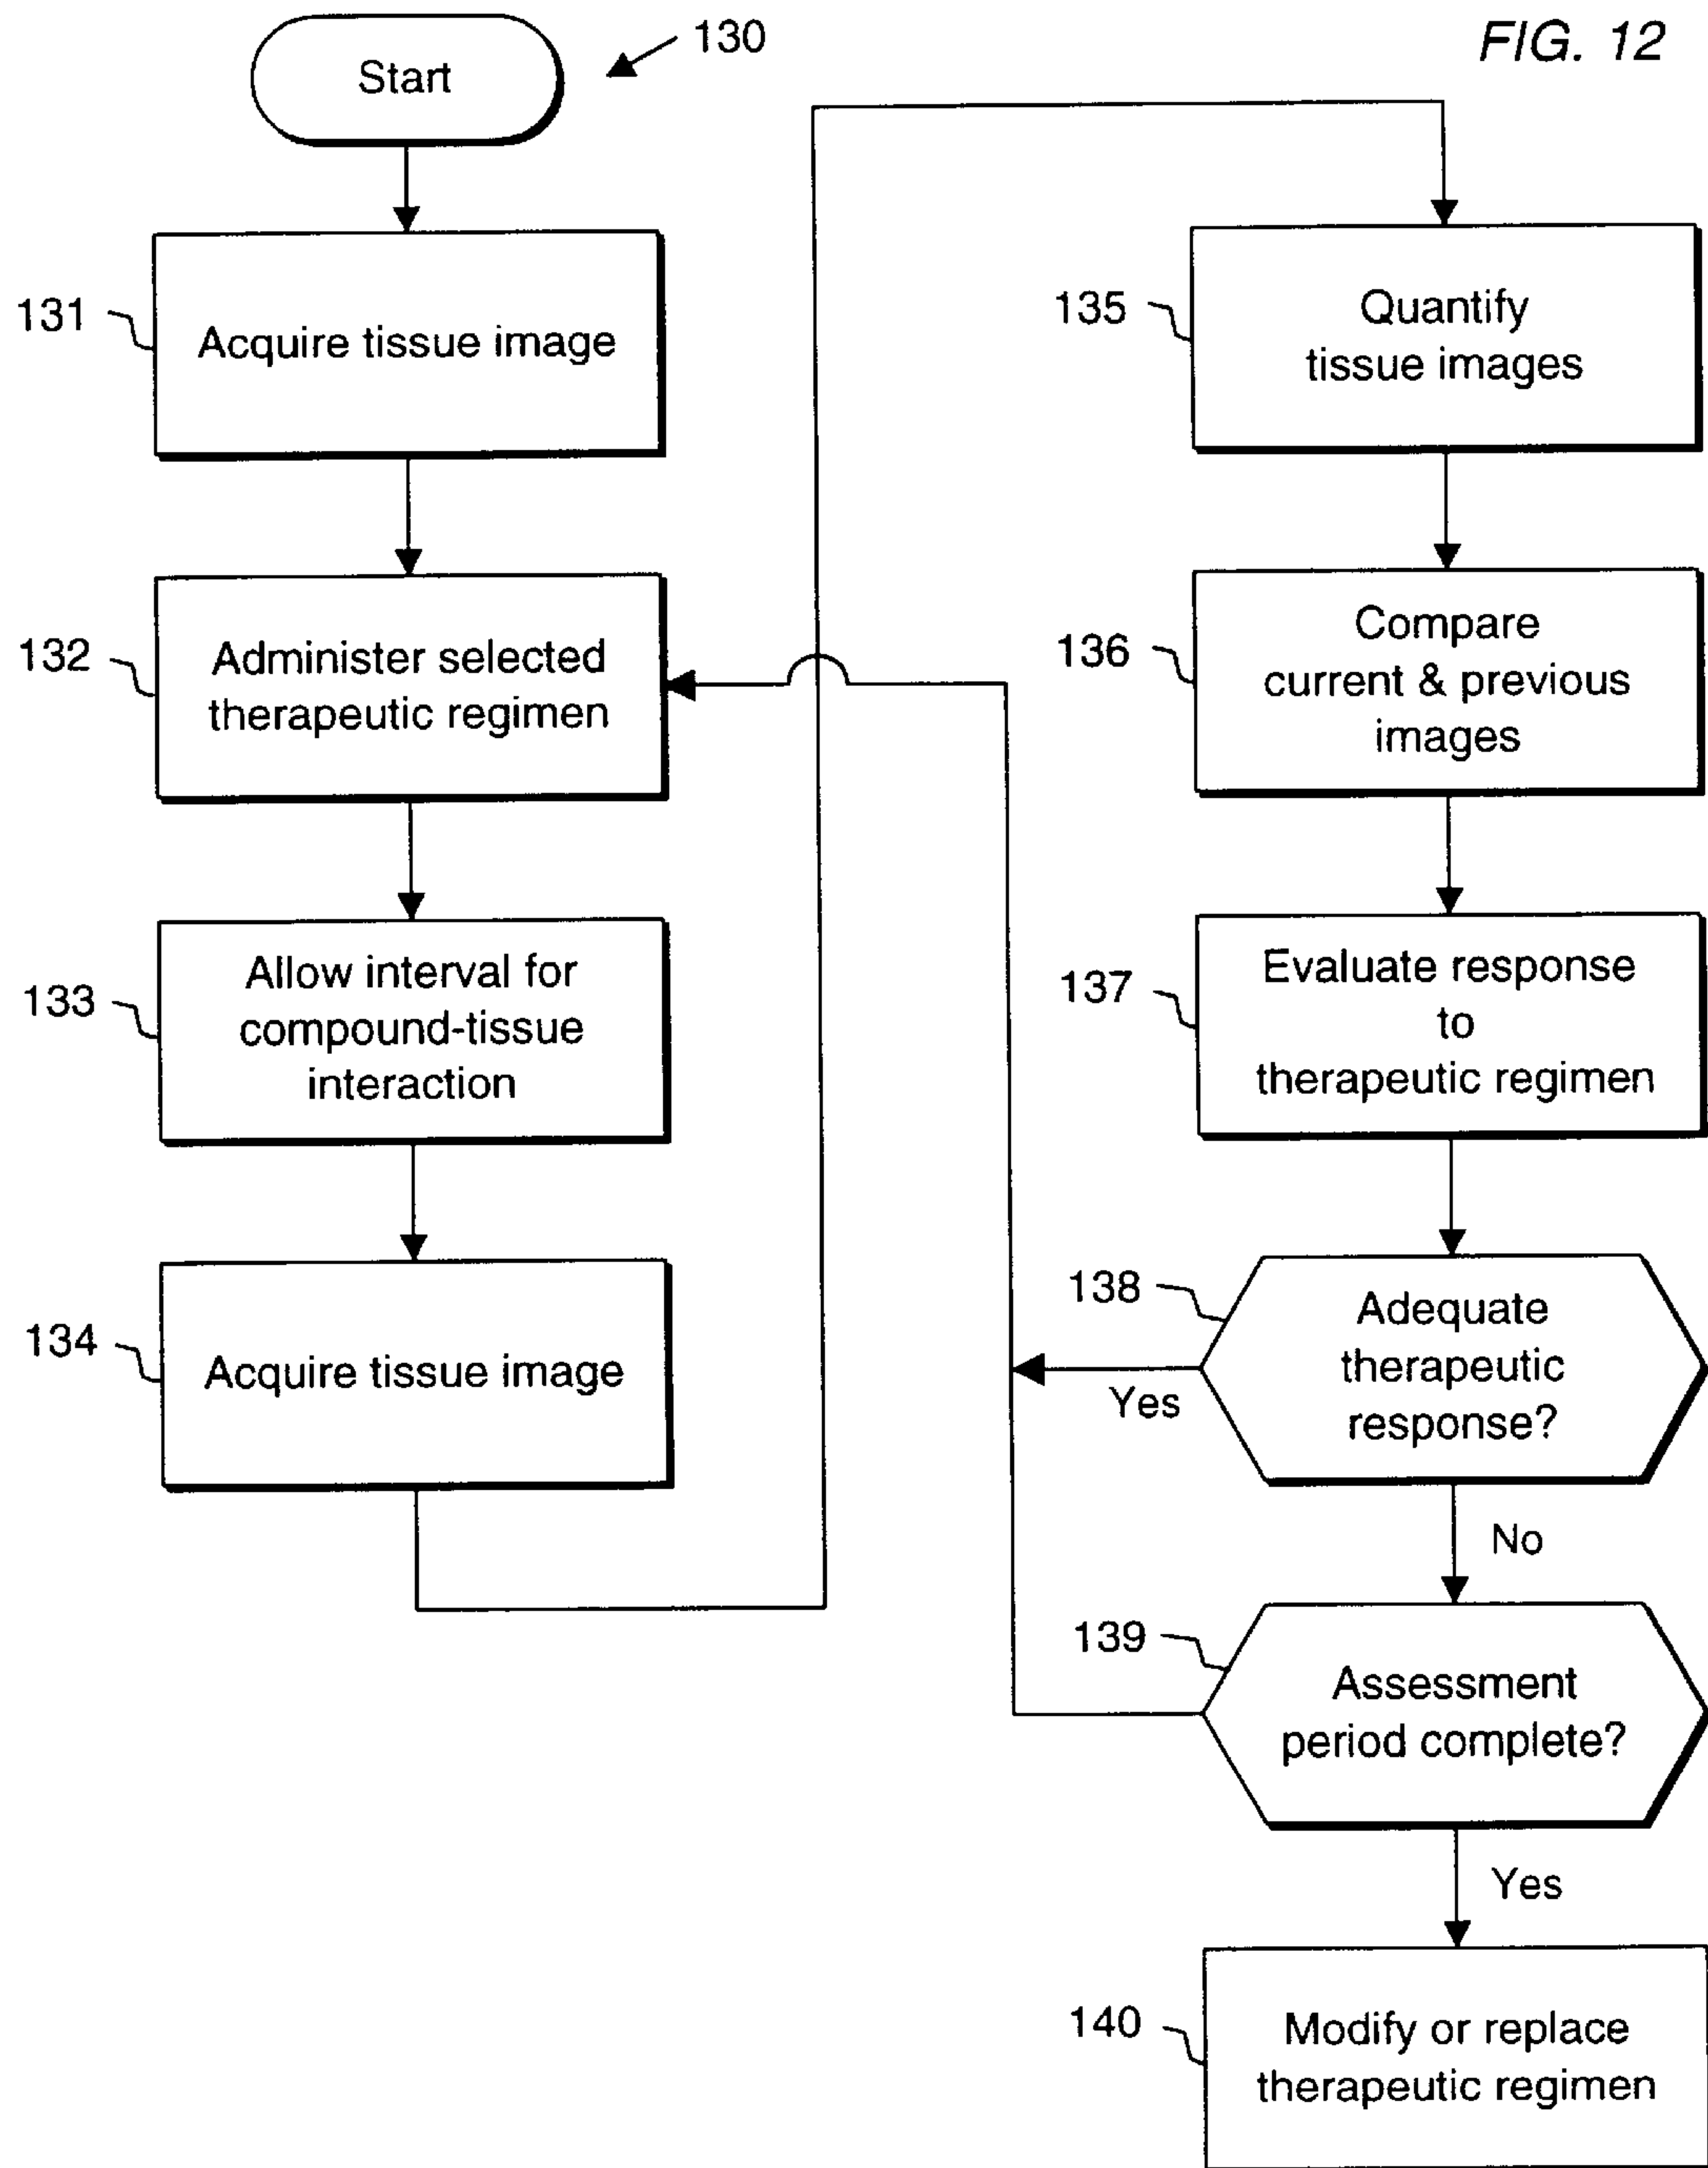 FIG. 12
130
Start
131
Acquire tissue image
132
Administer selected
therapeutic regimen
133
Allow interval for
compound-tissue
interaction
134
Acquire tissue image
135
Quantify
tissue images
136
Compare
current & previous
images
137
Evaluate response
to
therapeutic regimen
138
Adequate
therapeutic
response?
Yes
No
139
Assessment
period complete?
Yes
140
Modify or replace
therapeutic regimen